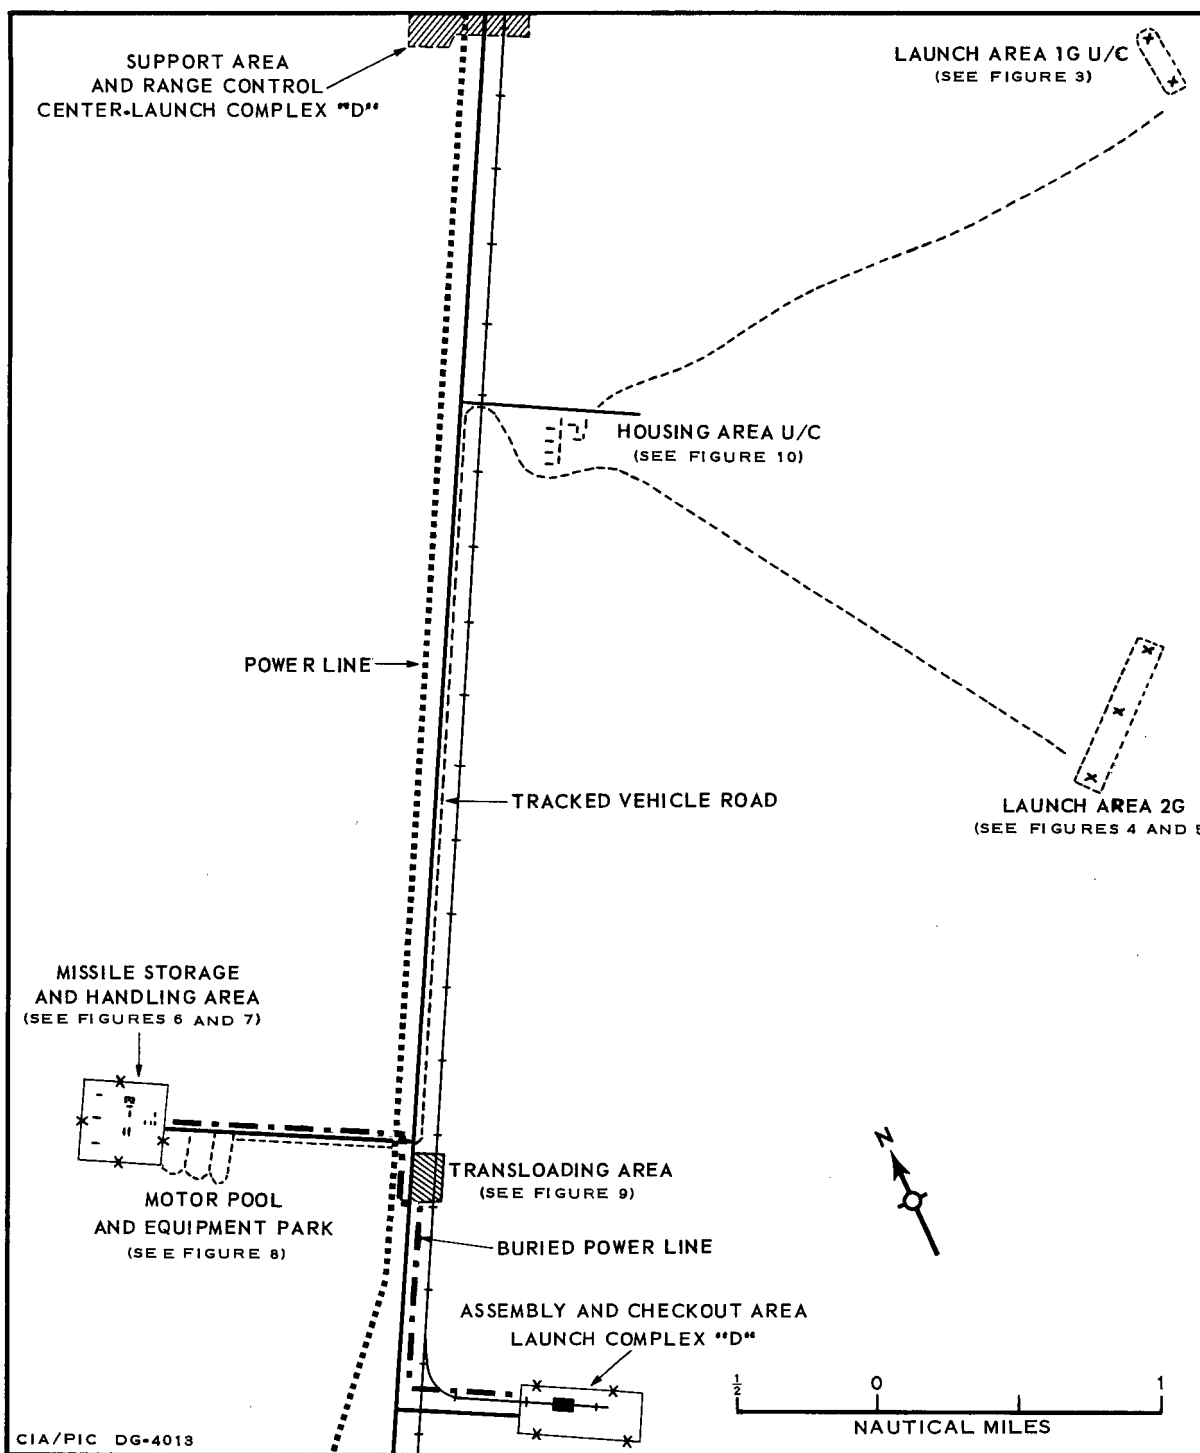 SUPPORT AREA
AND RANGE CONTROL
CENTER-LAUNCH COMPLEX "D"
LAUNCH AREA 1G U/C
(SEE FIGURE 3)
HOUSING AREA U/C
(SEE FIGURE 10)
POWER LINE
TRACKED VEHICLE ROAD
LAUNCH AREA 2G
(SEE FIGURES 4 AND
MISSILE STORAGE
AND HANDLING AREA
(SEE FIGURES 6 AND 7)
TRANSLOADING AREA
(SEE FIGURE 9)
MOTOR POOL
AND EQUIPMENT PARK
(SEE FIGURE 8)
BURIED POWER LINE
N
ASSEMBLY AND CHECKOUT AREA
LAUNCH COMPLEX "D"
½ 0 1
NAUTICAL MILES
CIA/PIC DG-4013